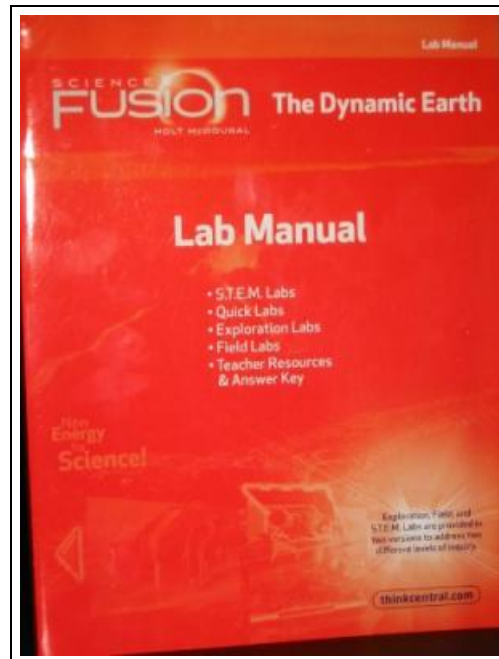 Lab Manual
SCIENCE
FUSION
HOLT MCDOUGAL
The Dynamic Earth
Lab Manual
• S.T.E.M. Labs
• Quick Labs
• Exploration Labs
• Field Labs
• Teacher Resources
& Answer Key
New
Energy
Science!
Exploration, Field, and
S.T.E.M. Labs are provided in
two versions to address two
different levels of inquiry.
thinkcentral.com